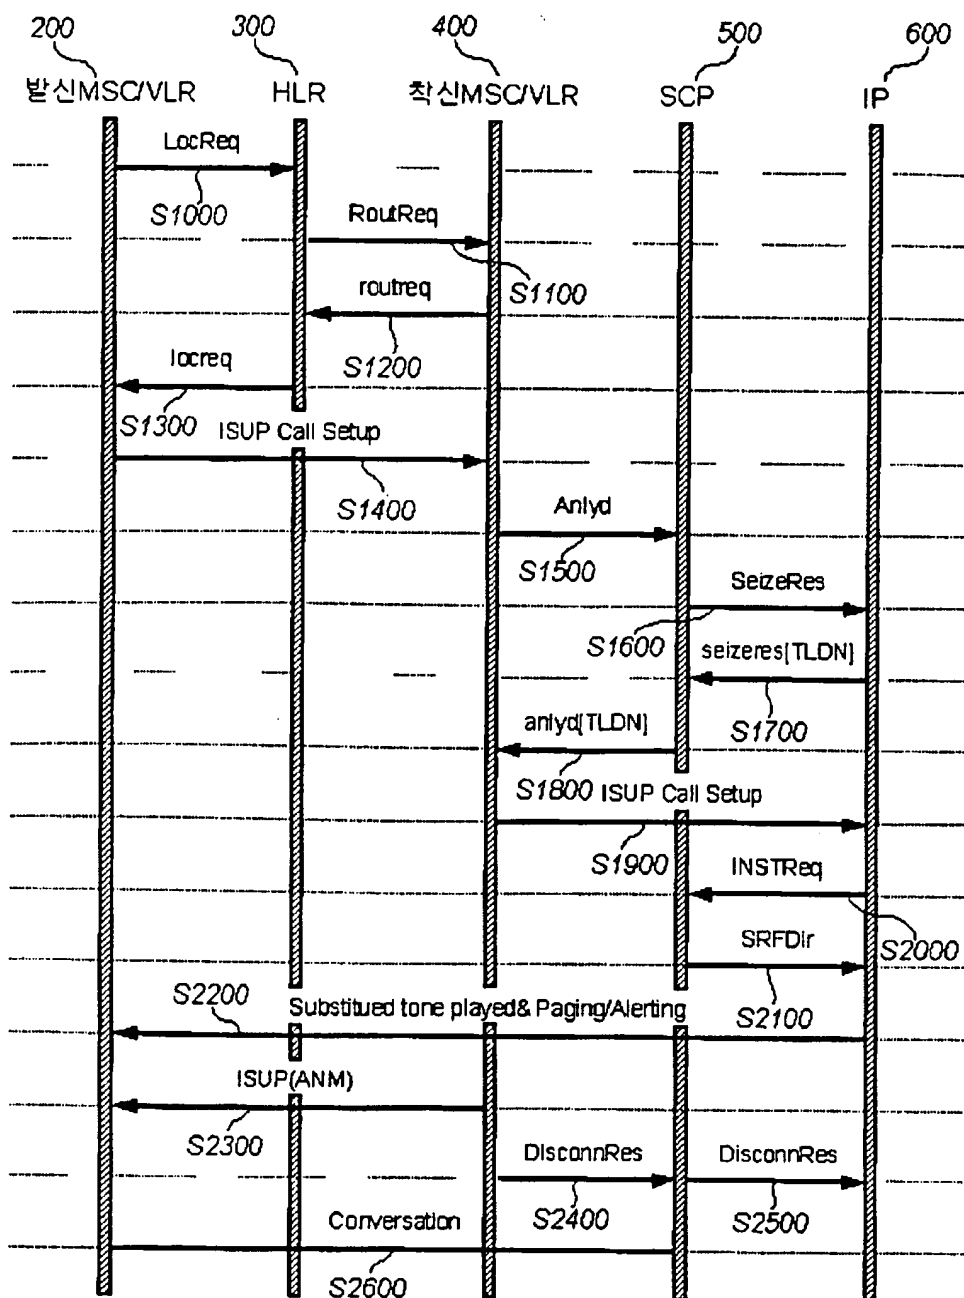 200 300 400 500 600
발신MSC/VLR HLR 착신MSC/VLR SCP IP
LocReq
S1000
RoutReq
S1100
routreq
S1200
locreq
S1300
ISUP Call Setup
S1400
Anlyd
S1500
SeizeRes
S1600
seizeres[TLDN]
S1700
anlyd[TLDN]
S1800
ISUP Call Setup
S1900
INSTReq
S2000
SRFDir
S2100
S2200
Substitued tone played& Paging/Alerting
ISUP(ANM)
S2300
DisconnRes DisconnRes
S2400 S2500
Conversation
S2600